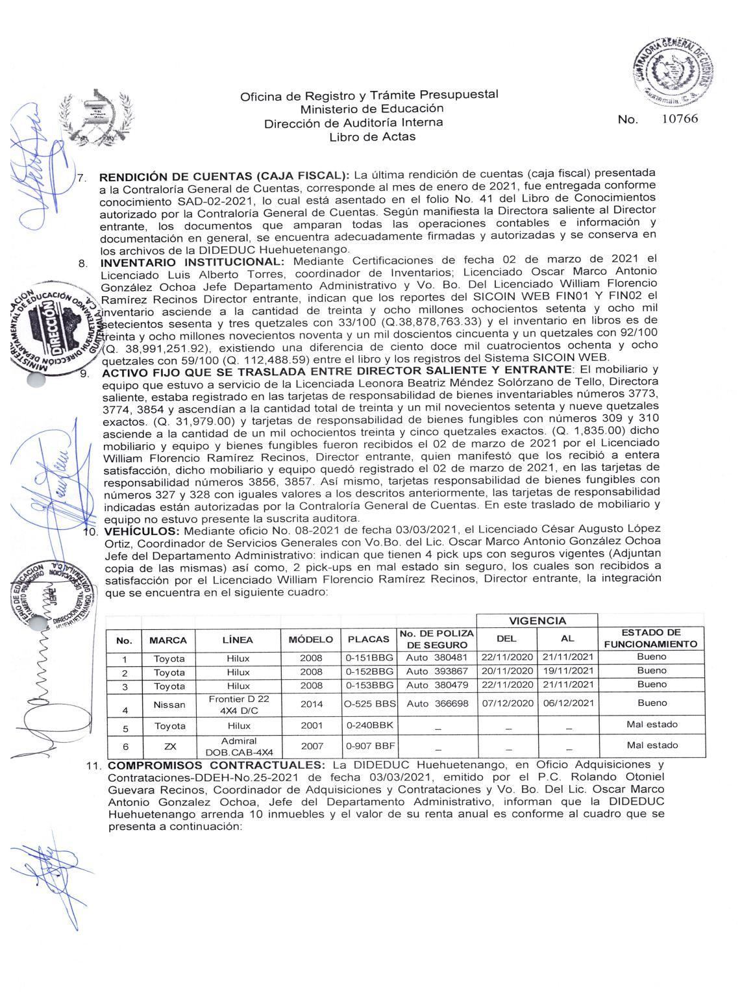 CONTRALORÍA GENERAL DE CUENTAS
Guatemala, C. A.
Oficina de Registro y Trámite Presupuestal
Ministerio de Educación
Dirección de Auditoría Interna
Libro de Actas
No. 10766
7. RENDICIÓN DE CUENTAS (CAJA FISCAL): La última rendición de cuentas (caja fiscal) presentada
a la Contraloría General de Cuentas, corresponde al mes de enero de 2021, fue entregada conforme
conocimiento SAD-02-2021, lo cual está asentado en el folio No. 41 del Libro de Conocimientos
autorizado por la Contraloría General de Cuentas. Según manifiesta la Directora saliente al Director
entrante, los documentos que amparan todas las operaciones contables e información y
documentación en general, se encuentra adecuadamente firmadas y autorizadas y se conserva en
los archivos de la DIDEDUC Huehuetenango.
8. INVENTARIO INSTITUCIONAL: Mediante Certificaciones de fecha 02 de marzo de 2021 el
Licenciado Luis Alberto Torres, coordinador de Inventarios; Licenciado Oscar Marco Antonio
González Ochoa Jefe Departamento Administrativo y Vo. Bo. Del Licenciado William Florencio
Ramírez Recinos Director entrante, indican que los reportes del SICOIN WEB FIN01 Y FIN02 el
inventario asciende a la cantidad de treinta y ocho millones ochocientos setenta y ocho mil
setecientos sesenta y tres quetzales con 33/100 (Q.38,878,763.33) y el inventario en libros es de
treinta y ocho millones novecientos noventa y un mil doscientos cincuenta y un quetzales con 92/100
(Q. 38,991,251.92), existiendo una diferencia de ciento doce mil cuatrocientos ochenta y ocho
quetzales con 59/100 (Q. 112,488.59) entre el libro y los registros del Sistema SICOIN WEB.
9. ACTIVO FIJO QUE SE TRASLADA ENTRE DIRECTOR SALIENTE Y ENTRANTE: El mobiliario y
equipo que estuvo a servicio de la Licenciada Leonora Beatriz Méndez Solórzano de Tello, Directora
saliente, estaba registrado en las tarjetas de responsabilidad de bienes inventariables números 3773,
3774, 3854 y ascendían a la cantidad total de treinta y un mil novecientos setenta y nueve quetzales
exactos. (Q. 31,979.00) y tarjetas de responsabilidad de bienes fungibles con números 309 y 310
asciende a la cantidad de un mil ochocientos treinta y cinco quetzales exactos. (Q. 1,835.00) dicho
mobiliario y equipo y bienes fungibles fueron recibidos el 02 de marzo de 2021 por el Licenciado
William Florencio Ramírez Recinos, Director entrante, quien manifestó que los recibió a entera
satisfacción, dicho mobiliario y equipo quedó registrado el 02 de marzo de 2021, en las tarjetas de
responsabilidad números 3856, 3857. Así mismo, tarjetas responsabilidad de bienes fungibles con
números 327 y 328 con iguales valores a los descritos anteriormente, las tarjetas de responsabilidad
indicadas están autorizadas por la Contraloría General de Cuentas. En este traslado de mobiliario y
equipo no estuvo presente la suscrita auditora.
10. VEHÍCULOS: Mediante oficio No. 08-2021 de fecha 03/03/2021, el Licenciado César Augusto López
Ortiz, Coordinador de Servicios Generales con Vo.Bo. del Lic. Oscar Marco Antonio González Ochoa
Jefe del Departamento Administrativo: indican que tienen 4 pick ups con seguros vigentes (Adjuntan
copia de las mismas) así como, 2 pick-ups en mal estado sin seguro, los cuales son recibidos a
satisfacción por el Licenciado William Florencio Ramírez Recinos, Director entrante, la integración
que se encuentra en el siguiente cuadro:
VIGENCIA
No. MARCA LÍNEA MÓDELO PLACAS No. DE POLIZA DE SEGURO DEL AL ESTADO DE FUNCIONAMIENTO
1 Toyota Hilux 2008 0-151BBG Auto 380481 22/11/2020 21/11/2021 Bueno
2 Toyota Hilux 2008 0-152BBG Auto 393867 20/11/2020 19/11/2021 Bueno
3 Toyota Hilux 2008 0-153BBG Auto 380479 22/11/2020 21/11/2021 Bueno
4 Nissan Frontier D 22 4X4 D/C 2014 O-525 BBS Auto 366698 07/12/2020 06/12/2021 Bueno
5 Toyota Hilux 2001 0-240BBK _ _ _ Mal estado
6 ZX Admiral DOB.CAB-4X4 2007 0-907 BBF _ _ _ Mal estado
11. COMPROMISOS CONTRACTUALES: La DIDEDUC Huehuetenango, en Oficio Adquisiciones y
Contrataciones-DDEH-No.25-2021 de fecha 03/03/2021, emitido por el P.C. Rolando Otoniel
Guevara Recinos, Coordinador de Adquisiciones y Contrataciones y Vo. Bo. Del Lic. Oscar Marco
Antonio Gonzalez Ochoa, Jefe del Departamento Administrativo, informan que la DIDEDUC
Huehuetenango arrenda 10 inmuebles y el valor de su renta anual es conforme al cuadro que se
presenta a continuación:
DIRECCIÓN
JEFE